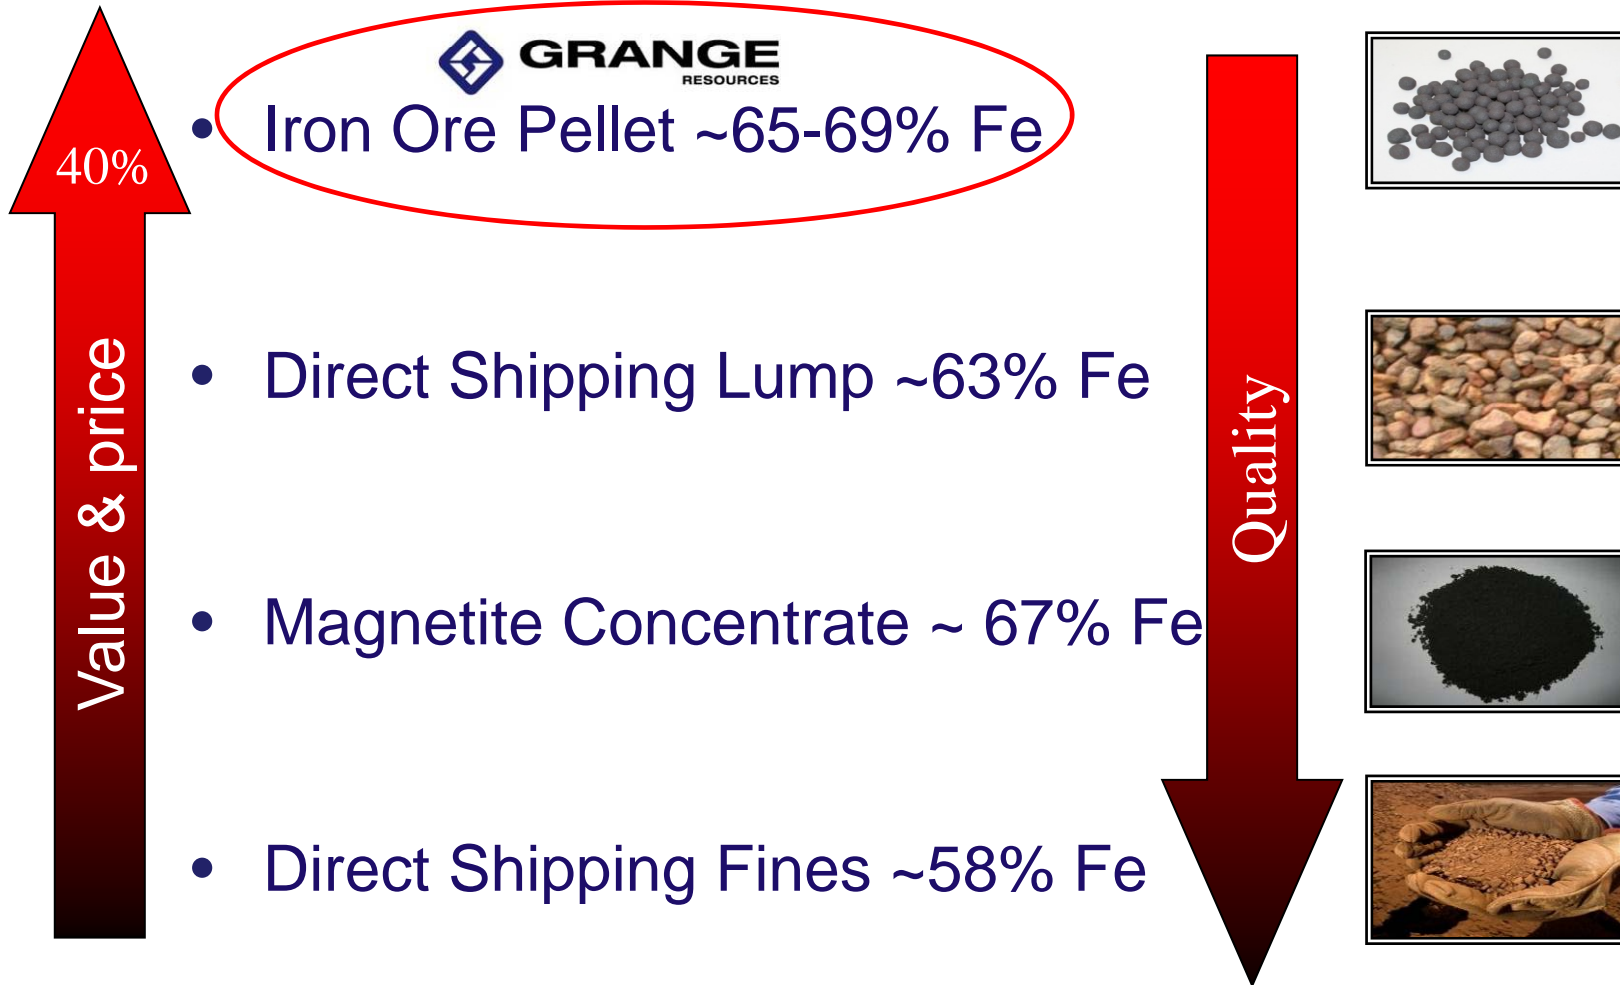 GRANGE
RESOURCES
• Iron Ore Pellet ~65-69% Fe
40%
• Direct Shipping Lump ~63% Fe
Value & price
Quality
• Magnetite Concentrate ~ 67% Fe
• Direct Shipping Fines ~58% Fe